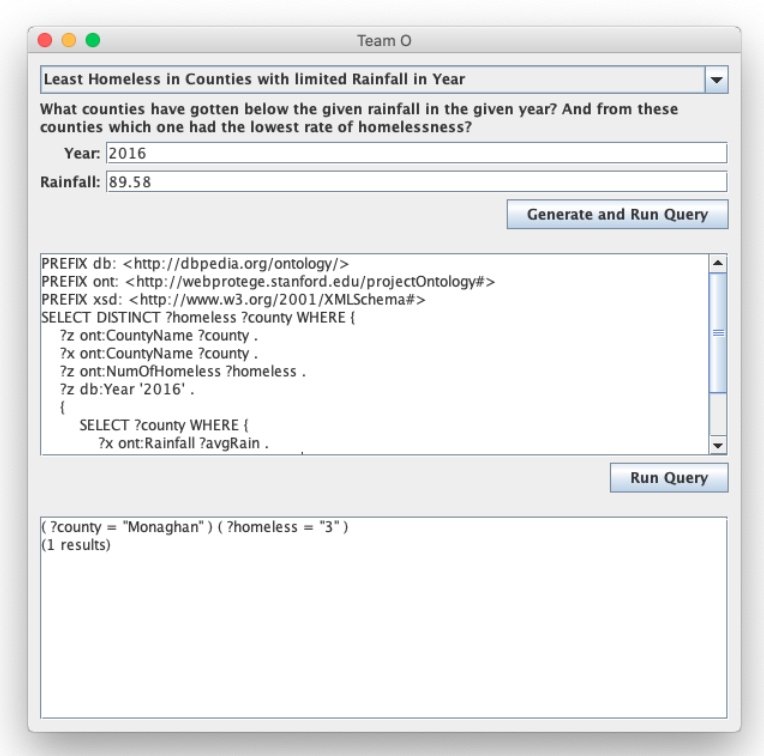 Team O
Least Homeless in Counties with limited Rainfall in Year
What counties have gotten below the given rainfall in the given year? And from these
counties which one had the lowest rate of homelessness?
Year: 2016
Rainfall: 89.58
Generate and Run Query
PREFIX db: <http://dbpedia.org/ontology/>
PREFIX ont: <http://webprotege.stanford.edu/projectOntology#>
PREFIX xsd: <http://www.w3.org/2001/XMLSchema#>
SELECT DISTINCT ?homeless ?county WHERE {
?z ont:CountyName ?county .
?x ont:CountyName ?county .
?z ont:NumOfHomeless ?homeless .
?z db:Year '2016' .
{
SELECT ?county WHERE {
?x ont:Rainfall ?avgRain .
Run Query
( ?county = "Monaghan" ) ( ?homeless = "3" )
(1 results)